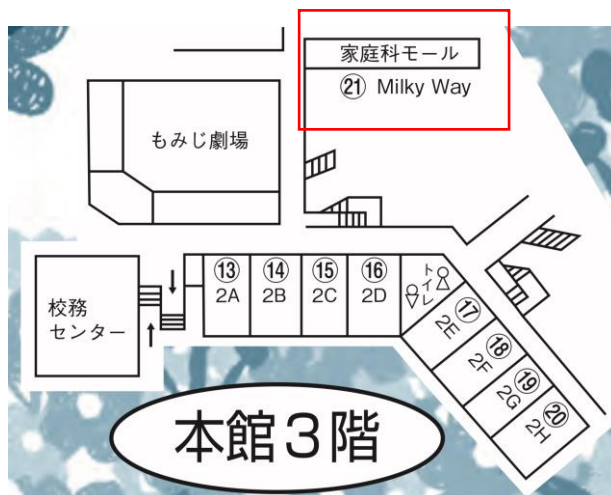 家庭科モール
㉑ Milky Way
もみじ劇場
校務
センター
⑬
2A
⑭
2B
⑮
2C
⑯
2D
トイレ
⑰
2E
⑱
2F
⑲
2G
⑳
2H
本館3階